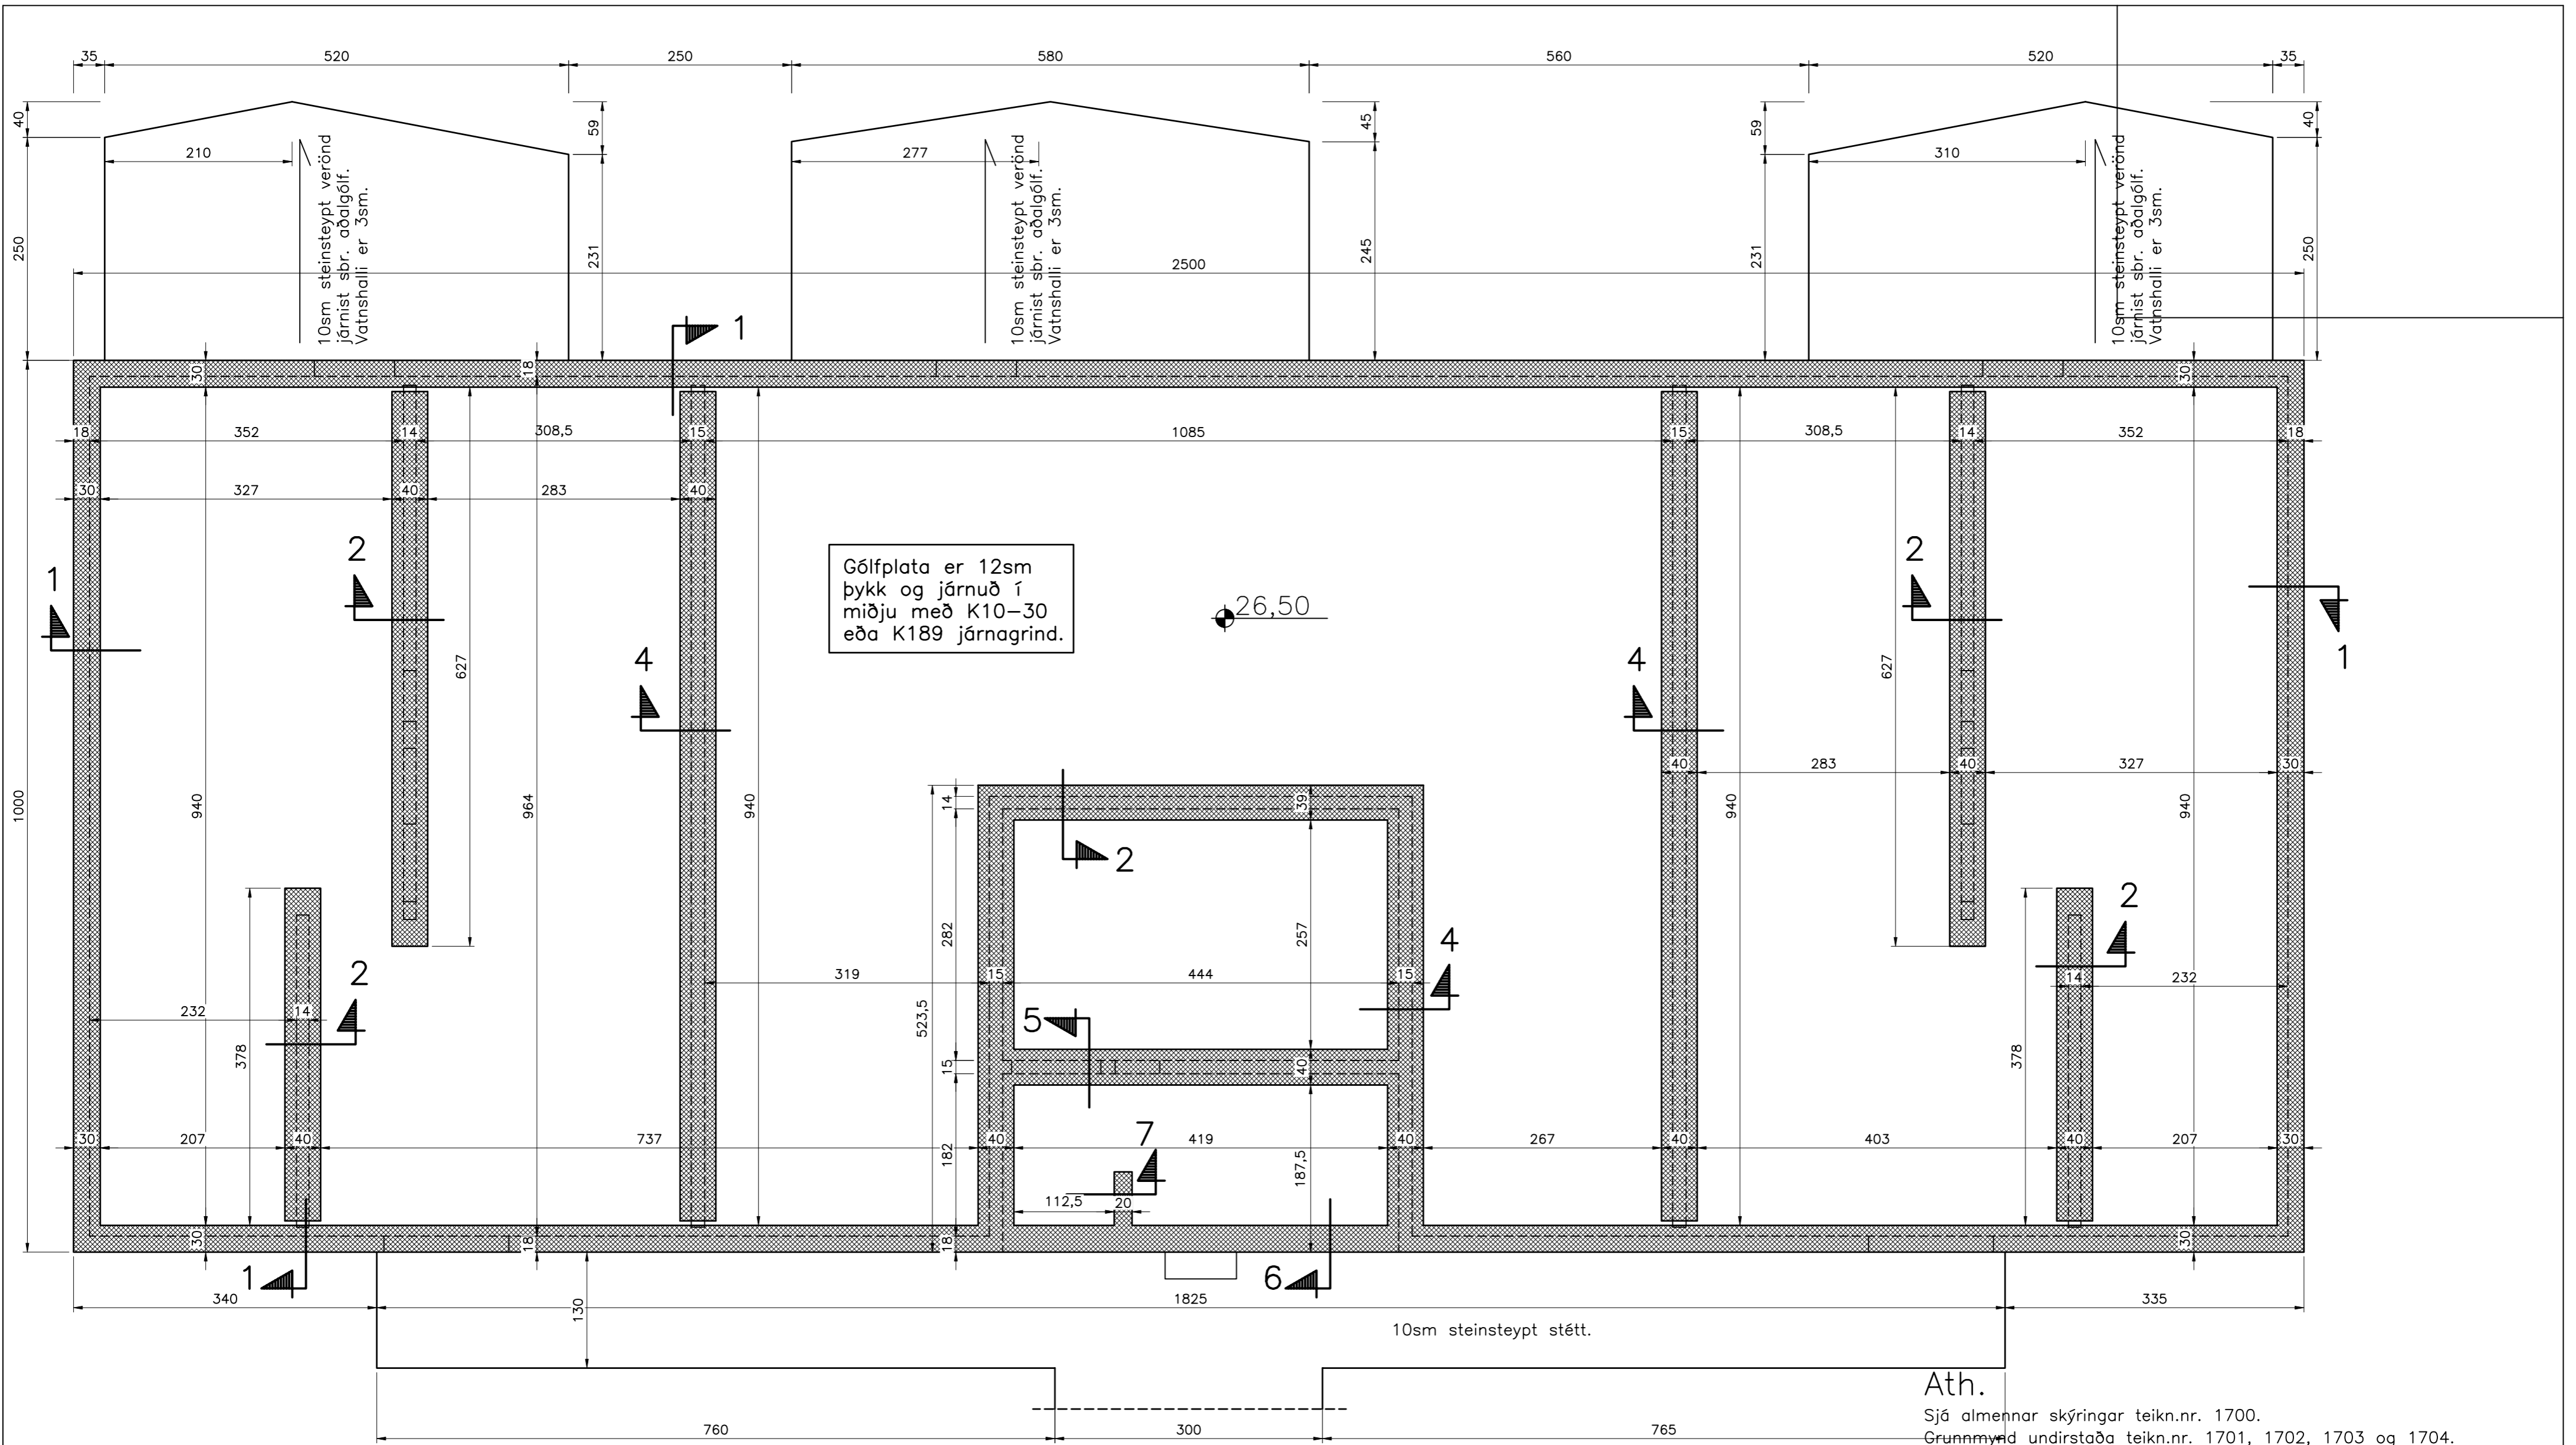 35 520 250 580 560 520 35
40 59 45 59 40
210 277 310
10sm steinsteypt verönd
járnist sbr. aðalgólf.
Vatnshalli er 3sm.
10sm steinsteypt verönd
járnist sbr. aðalgólf.
Vatnshalli er 3sm.
10sm steinsteypt verönd
járnist sbr. aðalgólf.
Vatnshalli er 3sm.
250 231 245 231 250
2500
1
30 18 30
18 352 14 308,5 15 1085 15 308,5 14 352 18
30 327 40 283 40
2 2
1
Gólfplata er 12sm
þykk og járnuð í
miðju með K10-30
eða K189 járnagrind.
26,50
627 4 4 627 1
40 283 40 327 30
1000 940 964 940 14 39 940 940
2
2
282 257 4
2 319 15 444 15 14 232
232 14 523,5 5
378 15 40 378
30 207 40 737 40 419 40 267 40 403 40 207 30
182 7 187,5
112,5 20
30 18 18 30
1 6
340 130 1825 335
10sm steinsteypt stétt.
Ath.
Sjá almennar skýringar teikn.nr. 1700.
760 300 765
Grunnmynd undirstaða teikn.nr. 1701, 1702, 1703 og 1704.